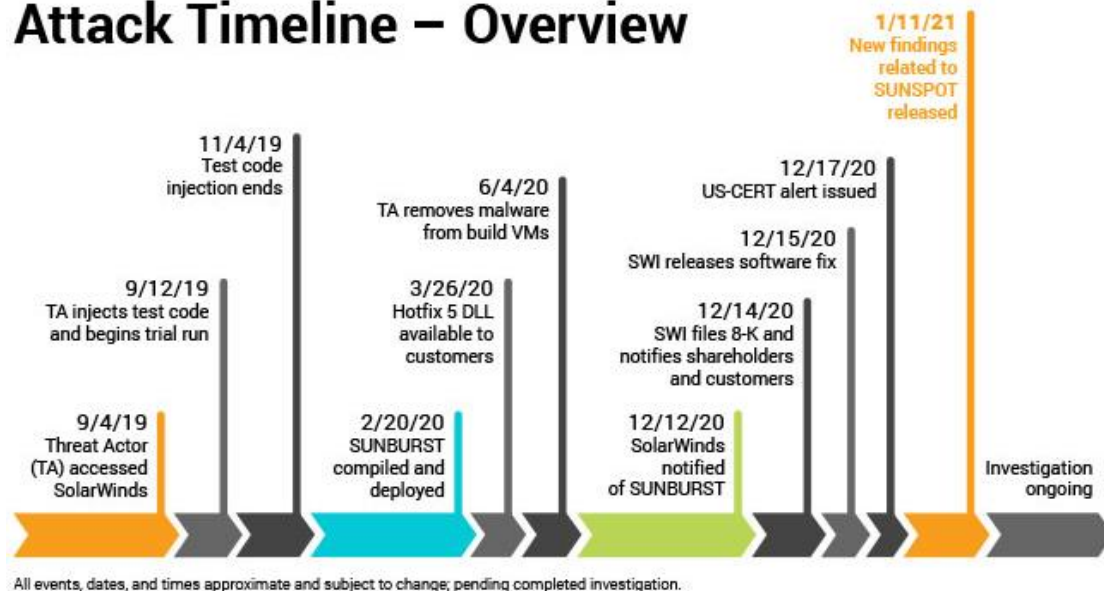 Attack Timeline – Overview
9/4/19
Threat Actor
(TA) accessed
SolarWinds
9/12/19
TA injects test code
and begins trial run
11/4/19
Test code
injection ends
2/20/20
SUNBURST
compiled and
deployed
3/26/20
Hotfix 5 DLL
available to
customers
6/4/20
TA removes malware
from build VMs
12/12/20
SolarWinds
notified
of SUNBURST
12/14/20
SWI files 8-K and
notifies shareholders
and customers
12/15/20
SWI releases software fix
12/17/20
US-CERT alert issued
1/11/21
New findings
related to
SUNSPOT
released
Investigation
ongoing
All events, dates, and times approximate and subject to change; pending completed investigation.